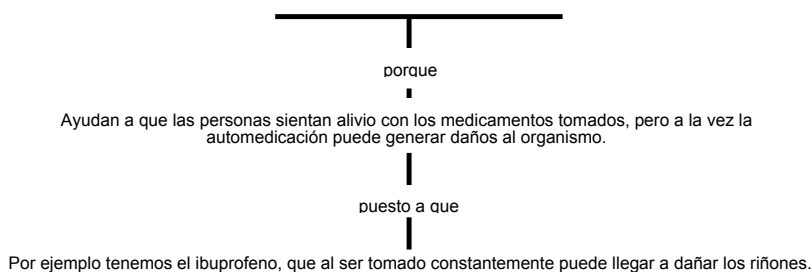 porque
Ayudan a que las personas sientan alivio con los medicamentos tomados, pero a la vez la
automedicación puede generar daños al organismo.
puesto a que
Por ejemplo tenemos el ibuprofeno, que al ser tomado constantemente puede llegar a dañar los riñones.